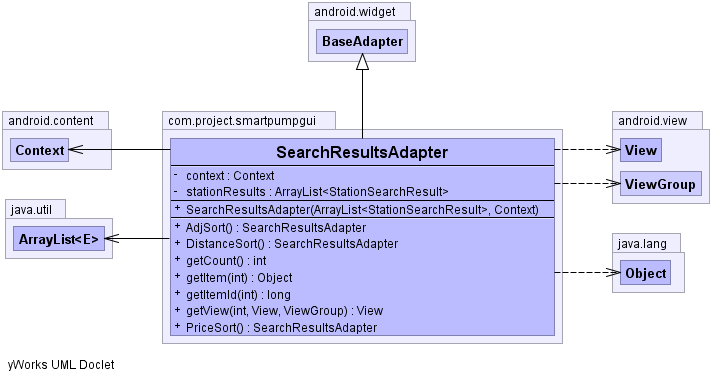 android.widget
BaseAdapter
android.content
Context
com.project.smartpumpgui
SearchResultsAdapter
- context : Context
- stationResults : ArrayList<StationSearchResult>
+ SearchResultsAdapter(ArrayList<StationSearchResult>, Context)
+ AdjSort() : SearchResultsAdapter
+ DistanceSort() : SearchResultsAdapter
+ getCount() : int
+ getItem(int) : Object
+ getItemId(int) : long
+ getView(int, View, ViewGroup) : View
+ PriceSort() : SearchResultsAdapter
android.view
View
ViewGroup
java.util
ArrayList<E>
java.lang
Object
yWorks UML Doclet